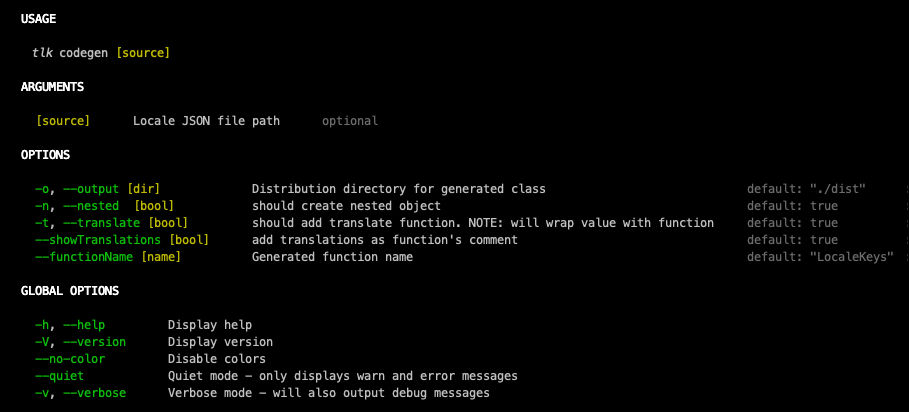 USAGE
tlk codegen [source]
ARGUMENTS
[source] Locale JSON file path optional
OPTIONS
-o, --output [dir] Distribution directory for generated class default: "./dist"
-n, --nested [bool] should create nested object default: true
-t, --translate [bool] should add translate function. NOTE: will wrap value with function default: true
--showTranslations [bool] add translations as function's comment default: true
--functionName [name] Generated function name default: "LocaleKeys"
GLOBAL OPTIONS
-h, --help Display help
-V, --version Display version
--no-color Disable colors
--quiet Quiet mode - only displays warn and error messages
-v, --verbose Verbose mode - will also output debug messages